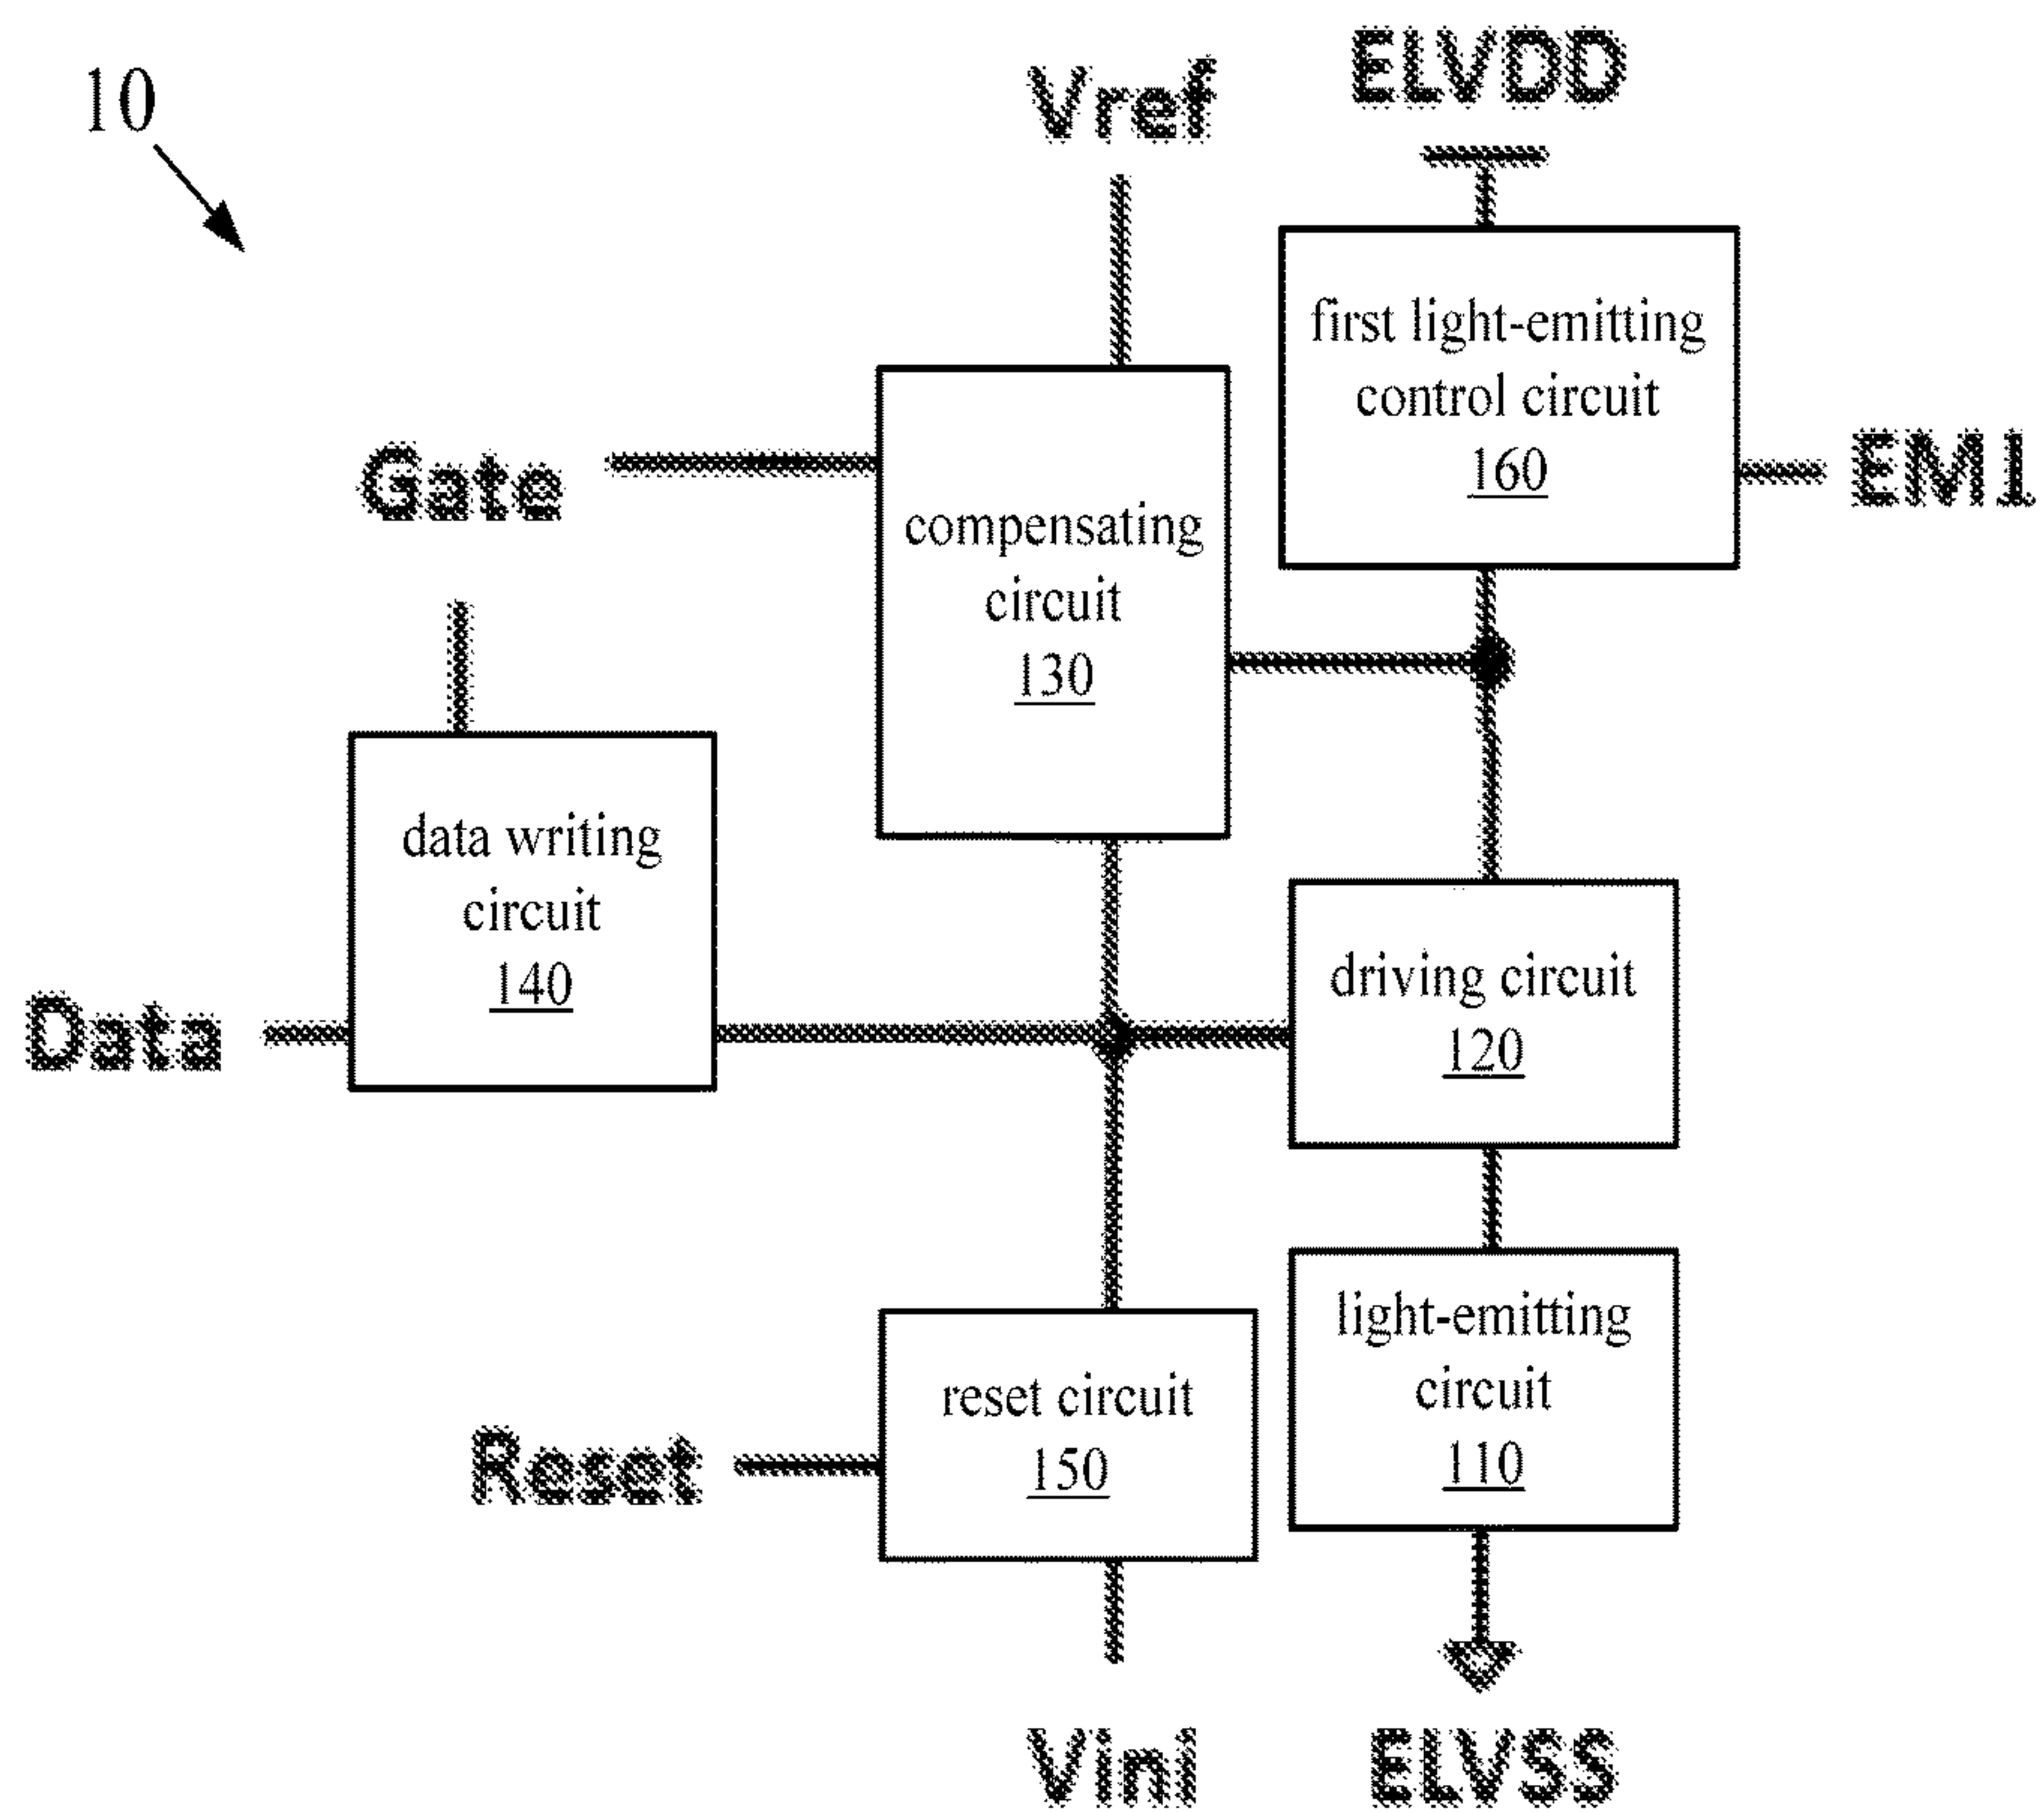 10
Vref
ELVDD
first light-emitting
control circuit
160
EM1
Gate
compensating
circuit
130
data writing
circuit
140
Data
driving circuit
120
light-emitting
circuit
110
reset circuit
150
Reset
Vini
ELVSS